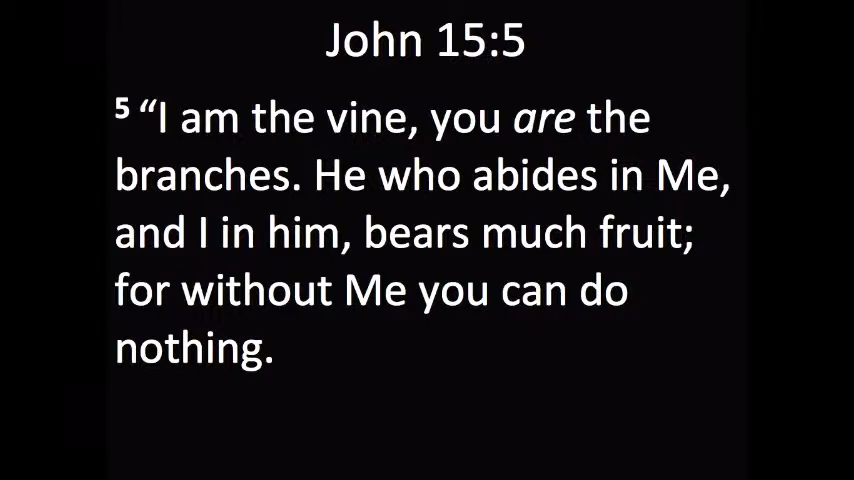 John 15:5
5 “I am the vine, you are the
branches. He who abides in Me,
and I in him, bears much fruit;
for without Me you can do
nothing.